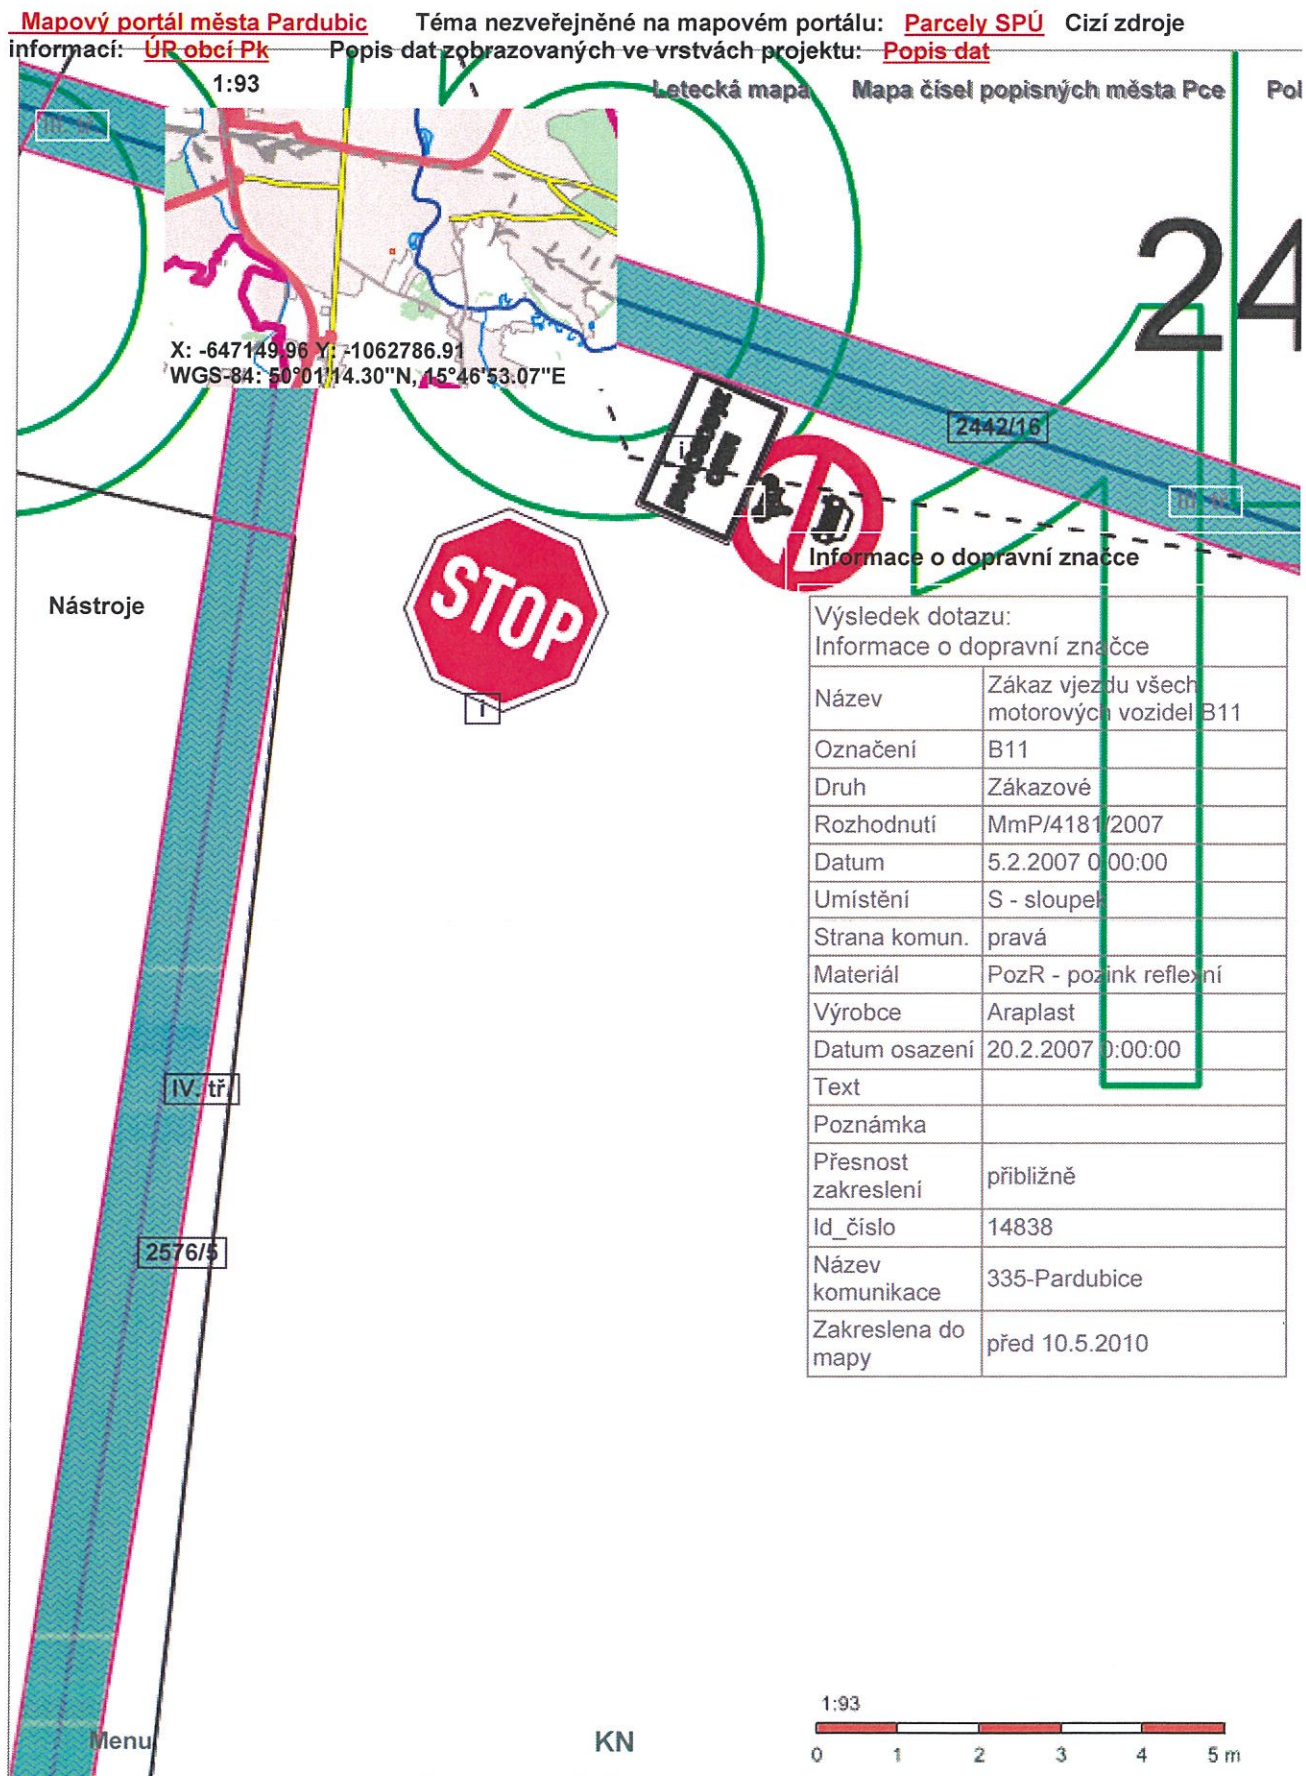 Mapový portál města Pardubic Téma nezveřejněné na mapovém portálu: Parcely SPÚ Cizí zdroje
informací: ÚP obcí Pk Popis dat zobrazovaných ve vrstvách projektu: Popis dat
1:93
Letecká mapa Mapa čísel popisných města Pce Pol
III. tř.
24
X: -647149.96 Y: -1062786.91
WGS-84: 50°01'14.30"N, 15°46'53.07"E
2442/16
i
III. tř.
STOP
i
Nástroje
Informace o dopravní značce
Výsledek dotazu:
Informace o dopravní značce
Název Zákaz vjezdu všech
motorových vozidel B11
Označení B11
Druh Zákazové
Rozhodnutí MmP/4181/2007
Datum 5.2.2007 0:00:00
Umístění S - sloupek
Strana komun. pravá
Materiál PozR - pozink reflexní
Výrobce Araplast
Datum osazení 20.2.2007 0:00:00
Text
Poznámka
Přesnost
zakreslení přibližně
Id_číslo 14838
Název
komunikace 335-Pardubice
Zakreslena do
mapy před 10.5.2010
IV. tř.
2576/5
Menu
KN
1:93
0 1 2 3 4 5 m